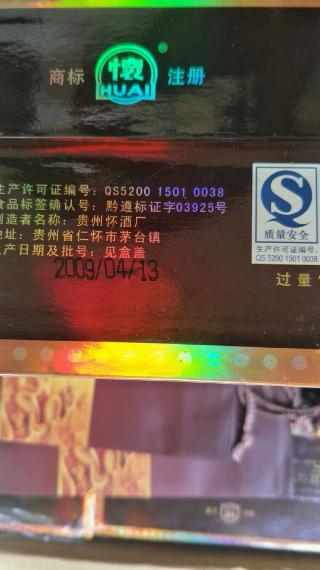 商标 懷 HUAI ® 注册
生产许可证编号: QS5200 1501 0038
食品标签确认号: 黔遵标证字03925号
制造者名称: 贵州怀酒厂
地址: 贵州省仁怀市茅台镇
生产日期及批号: 见盒盖
2009/04/13
QS
质量安全
生产许可证编号:
QS 5200 1501 0038
过量